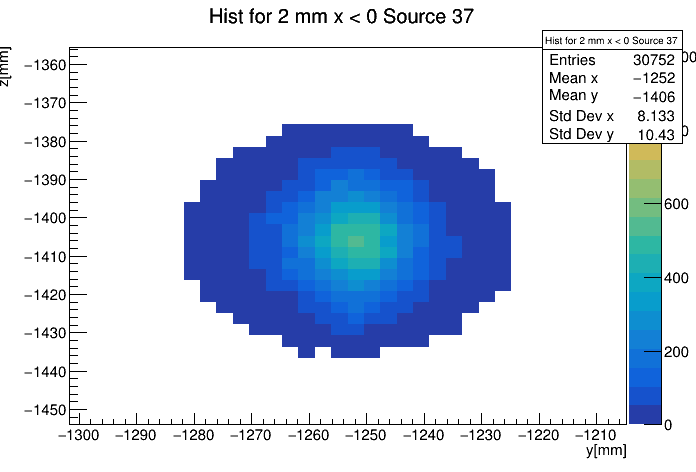 Hist for 2 mm x < 0 Source 37
Hist for 2 mm x < 0 Source 37
Entries 30752
Mean x −1252
Mean y −1406
Std Dev x 8.133
Std Dev y 10.43
z[mm]
−1360
−1370
−1380
−1390
−1400
−1410
−1420
−1430
−1440
−1450
600
400
200
0
−1300 −1290 −1280 −1270 −1260 −1250 −1240 −1230 −1220 −1210
y[mm]